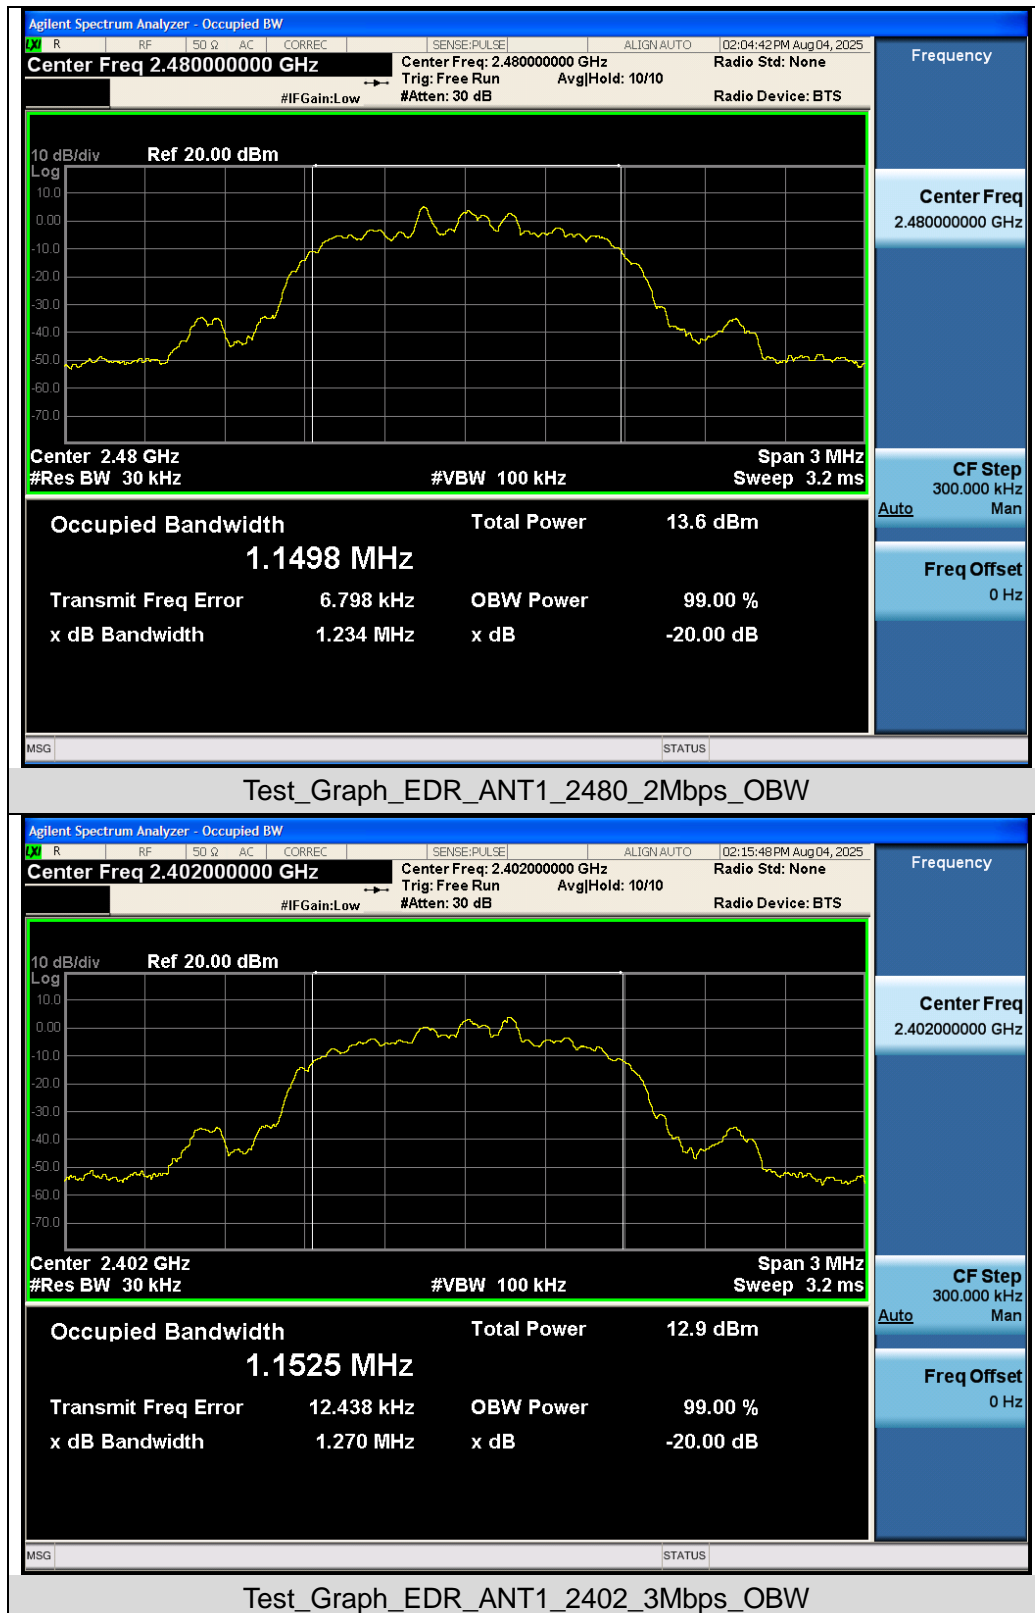 Agilent Spectrum Analyzer - Occupied BW
LXI R RF 50 Ω AC CORREC SENSE:PULSE ALIGN AUTO 02:04:42 PM Aug 04, 2025
Center Freq 2.480000000 GHz
Center Freq: 2.480000000 GHz
Radio Std: None
Trig: Free Run Avg|Hold: 10/10
#IFGain:Low #Atten: 30 dB Radio Device: BTS
Frequency
10 dB/div Ref 20.00 dBm
Log
10.0
0.00
-10.0
-20.0
-30.0
-40.0
-50.0
-60.0
-70.0
Center 2.48 GHz Span 3 MHz
#Res BW 30 kHz #VBW 100 kHz Sweep 3.2 ms
Center Freq
2.480000000 GHz
CF Step
300.000 kHz
Auto Man
Freq Offset
0 Hz
Occupied Bandwidth Total Power 13.6 dBm
1.1498 MHz
Transmit Freq Error 6.798 kHz OBW Power 99.00 %
x dB Bandwidth 1.234 MHz x dB -20.00 dB
MSG STATUS
Test_Graph_EDR_ANT1_2480_2Mbps_OBW
Agilent Spectrum Analyzer - Occupied BW
LXI R RF 50 Ω AC CORREC SENSE:PULSE ALIGN AUTO 02:15:48 PM Aug 04, 2025
Center Freq 2.402000000 GHz
Center Freq: 2.402000000 GHz
Radio Std: None
Trig: Free Run Avg|Hold: 10/10
#IFGain:Low #Atten: 30 dB Radio Device: BTS
Frequency
10 dB/div Ref 20.00 dBm
Log
10.0
0.00
-10.0
-20.0
-30.0
-40.0
-50.0
-60.0
-70.0
Center 2.402 GHz Span 3 MHz
#Res BW 30 kHz #VBW 100 kHz Sweep 3.2 ms
Center Freq
2.402000000 GHz
CF Step
300.000 kHz
Auto Man
Freq Offset
0 Hz
Occupied Bandwidth Total Power 12.9 dBm
1.1525 MHz
Transmit Freq Error 12.438 kHz OBW Power 99.00 %
x dB Bandwidth 1.270 MHz x dB -20.00 dB
MSG STATUS
Test_Graph_EDR_ANT1_2402_3Mbps_OBW